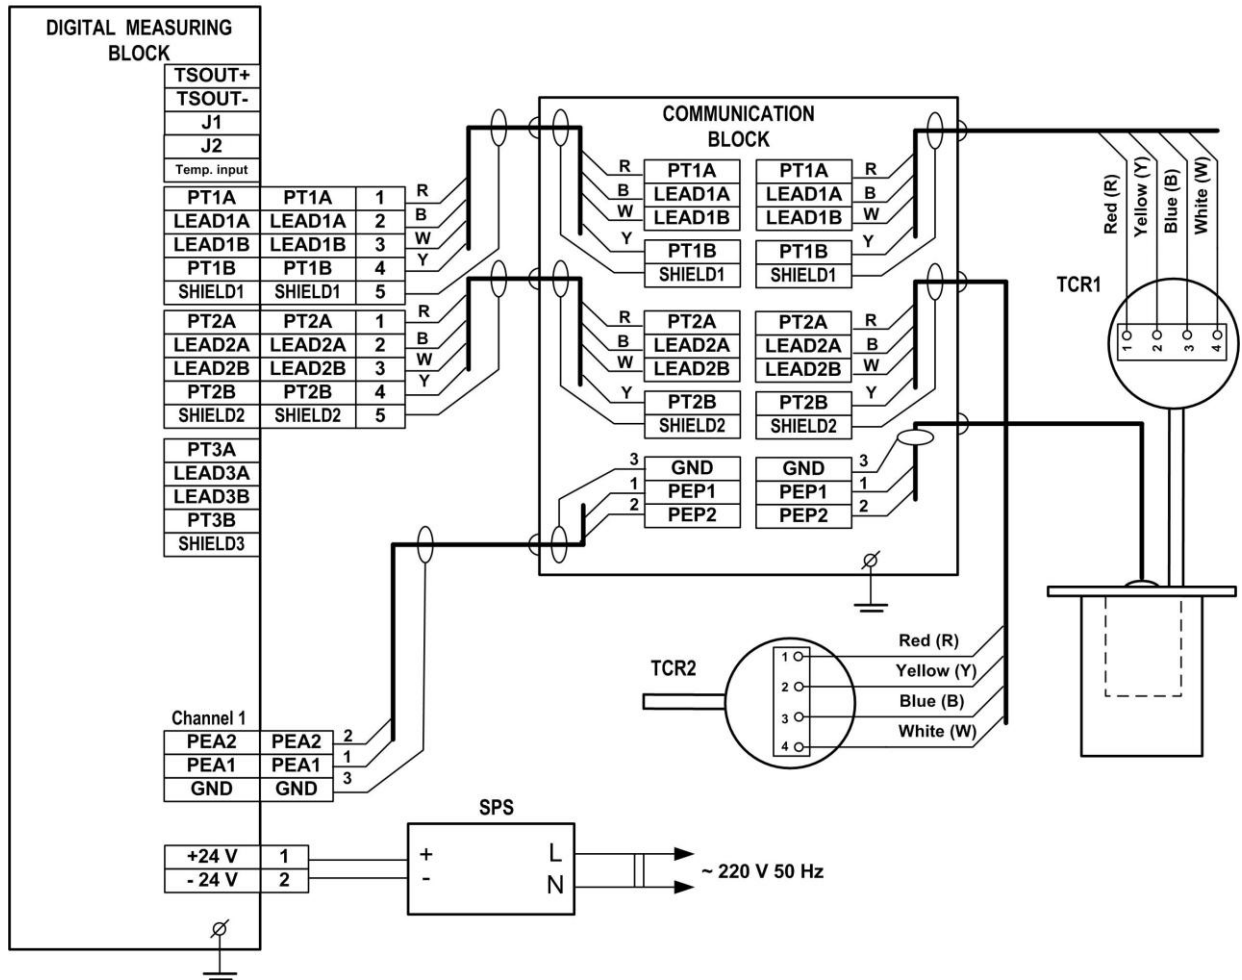 DIGITAL MEASURING
BLOCK
TSOUT+
TSOUT-
J1
J2
Temp. input
PT1A PT1A 1 R
LEAD1A LEAD1A 2 B
LEAD1B LEAD1B 3 W
PT1B PT1B 4 Y
SHIELD1 SHIELD1 5
PT2A PT2A 1 R
LEAD2A LEAD2A 2 B
LEAD2B LEAD2B 3 W
PT2B PT2B 4 Y
SHIELD2 SHIELD2 5
PT3A
LEAD3A
LEAD3B
PT3B
SHIELD3
Channel 1
PEA2 PEA2 2
PEA1 PEA1 1
GND GND 3
+24 V 1
- 24 V 2
COMMUNICATION
BLOCK
R PT1A PT1A R
B LEAD1A LEAD1A B
W LEAD1B LEAD1B W
Y PT1B PT1B Y
SHIELD1 SHIELD1
R PT2A PT2A R
B LEAD2A LEAD2A B
W LEAD2B LEAD2B W
Y PT2B PT2B Y
SHIELD2 SHIELD2
3 GND GND 3
1 PEP1 PEP1 1
2 PEP2 PEP2 2
Red (R)
Yellow (Y)
Blue (B)
White (W)
TCR1
1 2 3 4
TCR2
1 Red (R)
2 Yellow (Y)
3 Blue (B)
4 White (W)
SPS
+ L
- N
~ 220 V 50 Hz